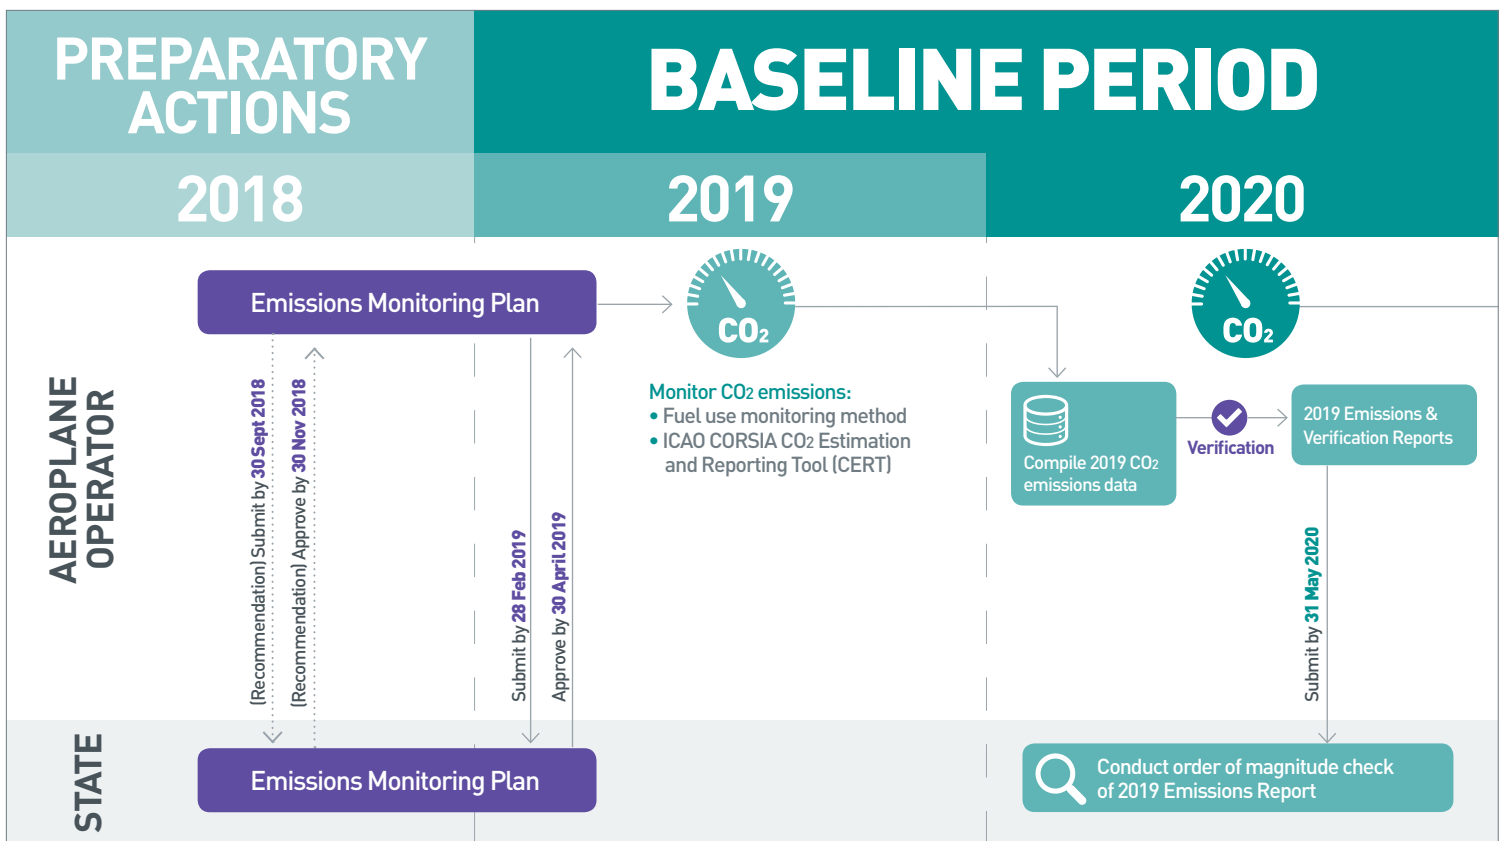 PREPARATORY
ACTIONS
BASELINE PERIOD
2018
2019
2020
AEROPLANE
OPERATOR
Emissions Monitoring Plan
(Recommendation) Submit by 30 Sept 2018
(Recommendation) Approve by 30 Nov 2018
Submit by 28 Feb 2019
Approve by 30 April 2019
CO2
Monitor CO2 emissions:
• Fuel use monitoring method
• ICAO CORSIA CO2 Estimation
and Reporting Tool (CERT)
CO2
Compile 2019 CO2
emissions data
Verification
2019 Emissions &
Verification Reports
Submit by 31 May 2020
STATE
Emissions Monitoring Plan
Conduct order of magnitude check
of 2019 Emissions Report